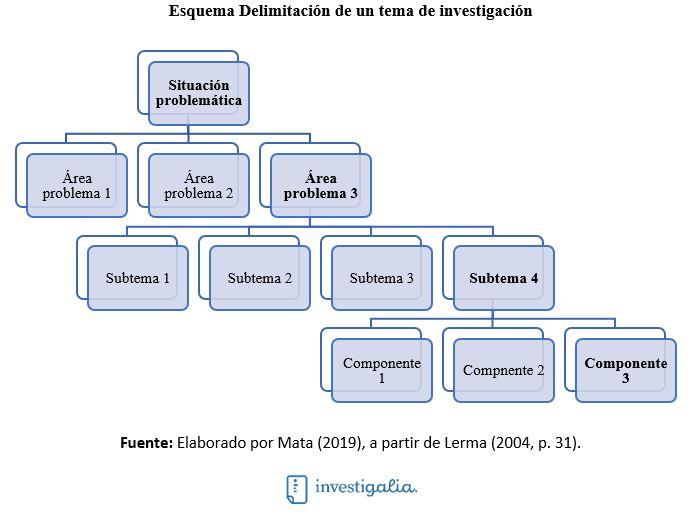 Esquema Delimitación de un tema de investigación
Situación
problemática
Área
problema 1
Área
problema 2
Área
problema 3
Subtema 1
Subtema 2
Subtema 3
Subtema 4
Componente
1
Compnente 2
Componente
3
Fuente: Elaborado por Mata (2019), a partir de Lerma (2004, p. 31).
investigalia.